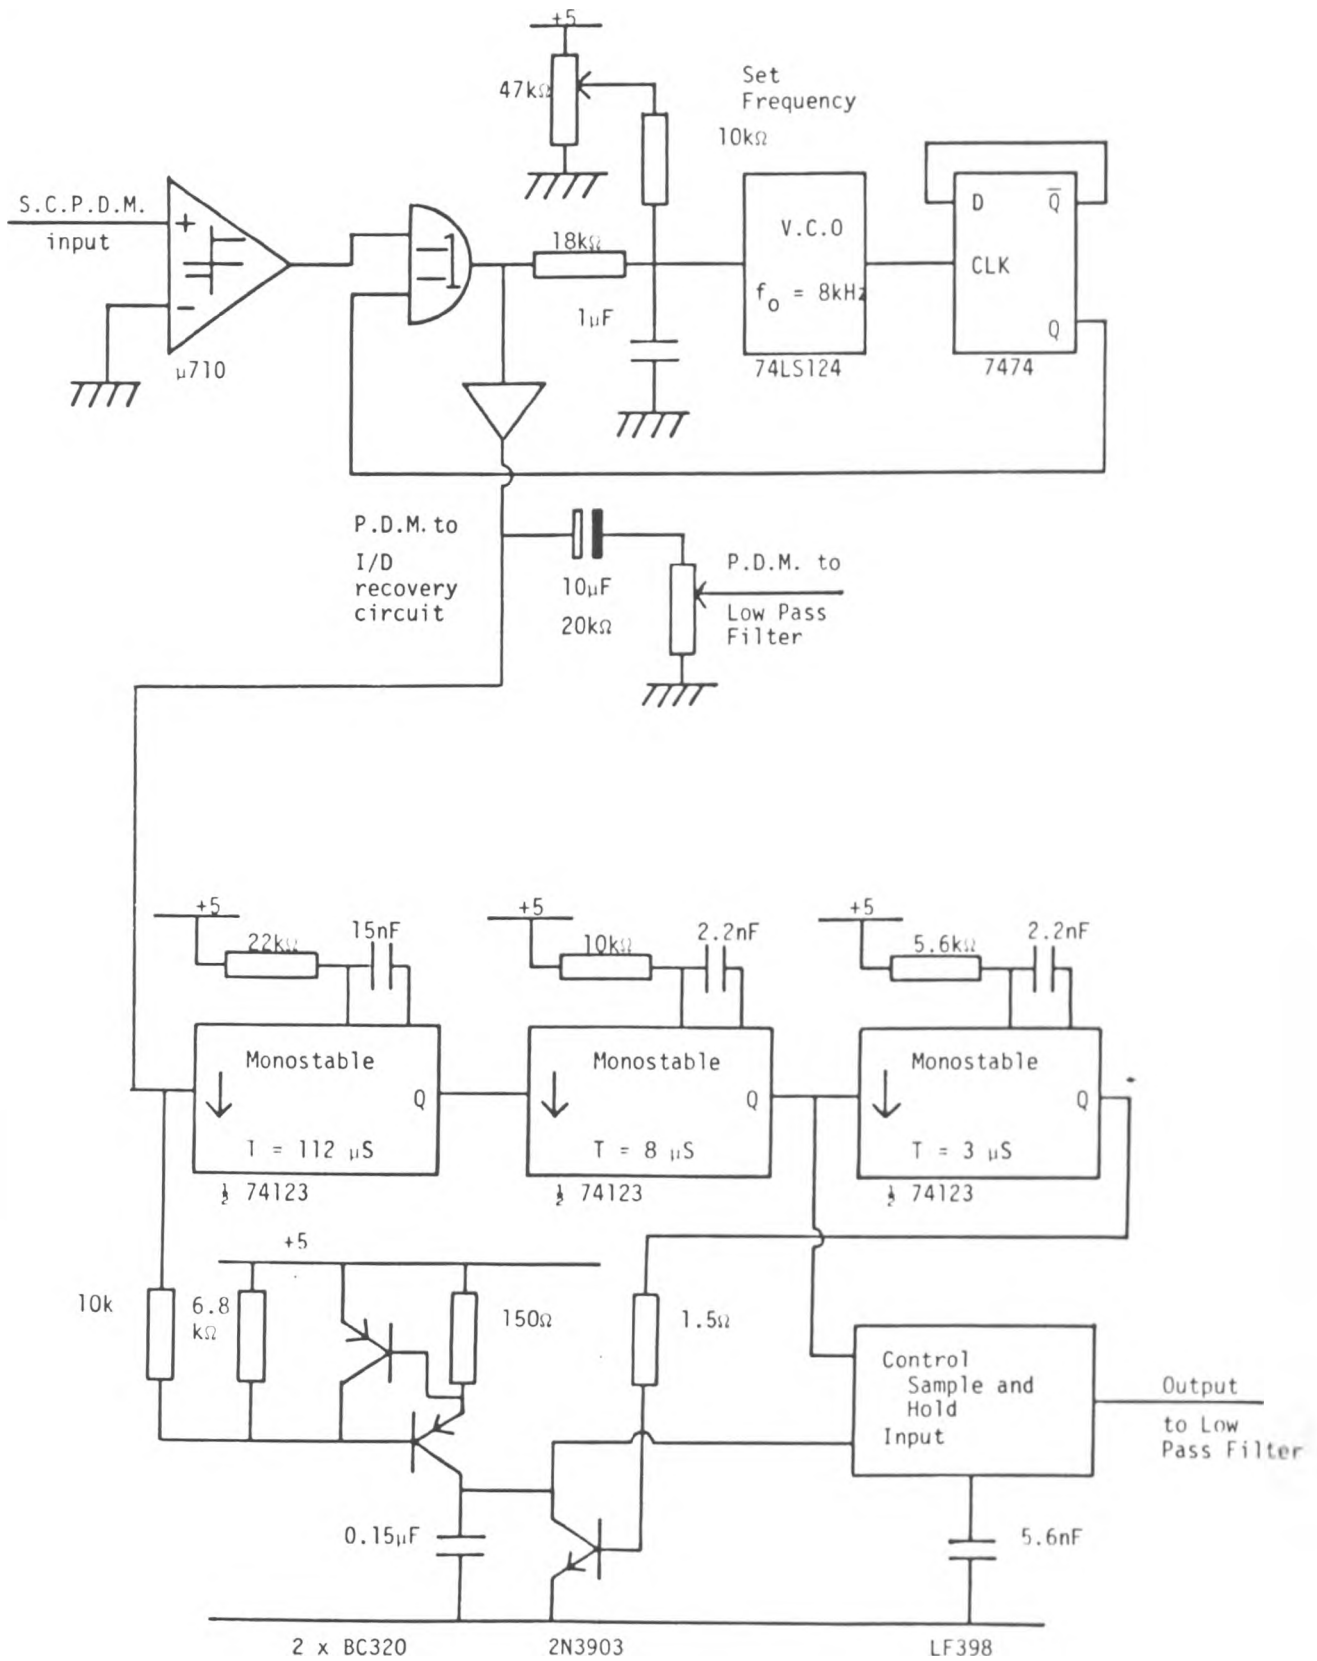 +5
47kΩ
Set
Frequency
10kΩ
S.C.P.D.M.
input
+
-
μ710
=1
18kΩ
1μF
V.C.O
fo = 8kHz
74LS124
D
Q̅
CLK
Q
7474
P.D.M. to
I/D
recovery
circuit
10μF
20kΩ
P.D.M. to
Low Pass
Filter
+5
22kΩ
15nF
+5
10kΩ
2.2nF
+5
5.6kΩ
2.2nF
Monostable
Q
T = 112 μS
½ 74123
Monostable
Q
T = 8 μS
½ 74123
Monostable
Q
T = 3 μS
½ 74123
+5
10k
6.8
kΩ
150Ω
1.5Ω
Control
Sample and
Hold
Input
Output
to Low
Pass Filter
0.15μF
5.6nF
2 x BC320
2N3903
LF398